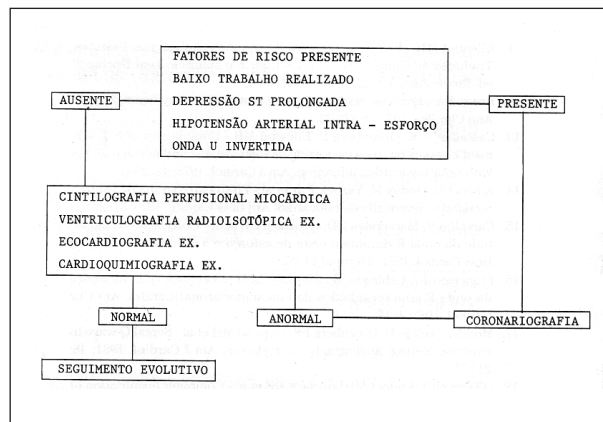 FATORES DE RISCO PRESENTE
BAIXO TRABALHO REALIZADO
DEPRESSÃO ST PROLONGADA
HIPOTENSÃO ARTERIAL INTRA - ESFORÇO
ONDA U INVERTIDA
AUSENTE
PRESENTE
CINTILOGRAFIA PERFUSIONAL MIOCÁRDICA
VENTRICULOGRAFIA RADIOISOTÓPICA EX.
ECOCARDIOGRAFIA EX.
CARDIOQUIMIOGRAFIA EX.
NORMAL
ANORMAL
CORONARIOGRAFIA
SEGUIMENTO EVOLUTIVO